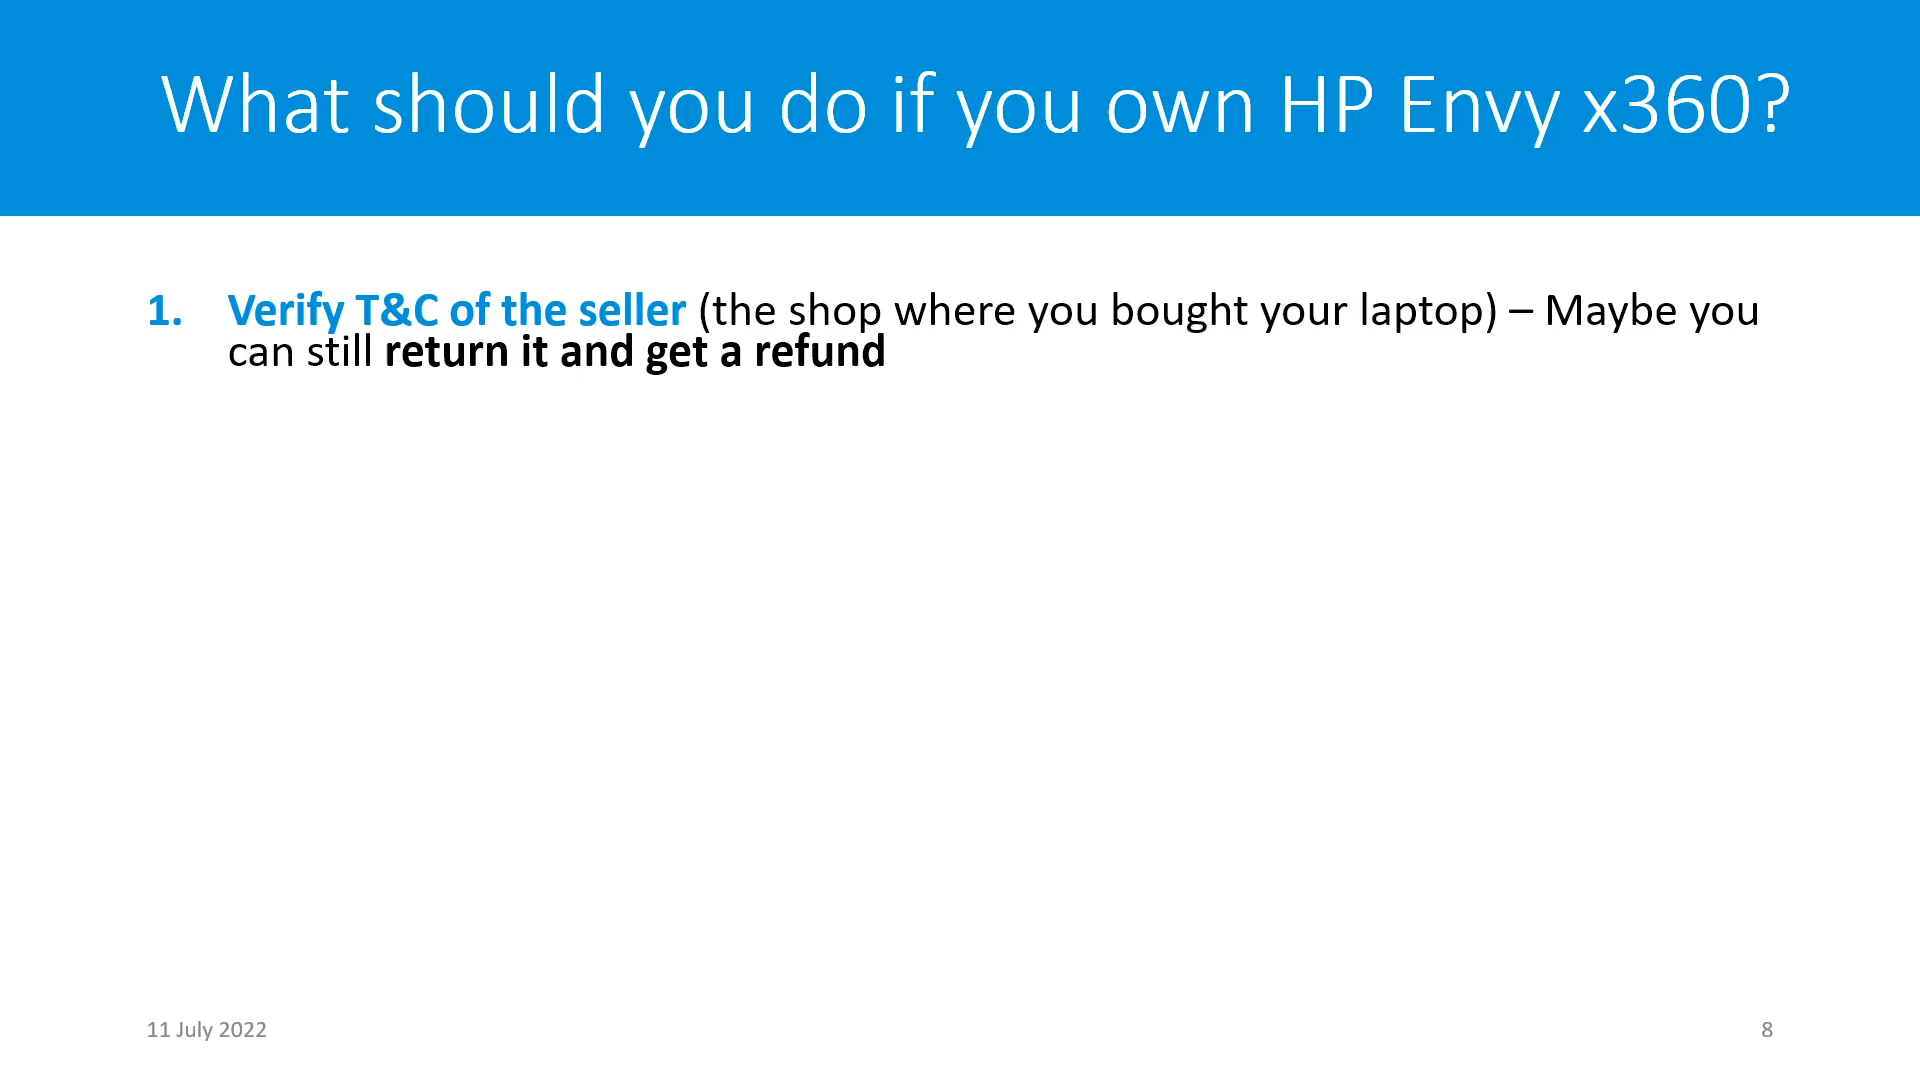 What should you do if you own HP Envy x360?
1. Verify T&C of the seller (the shop where you bought your laptop) – Maybe you
can still return it and get a refund
11 July 2022
8